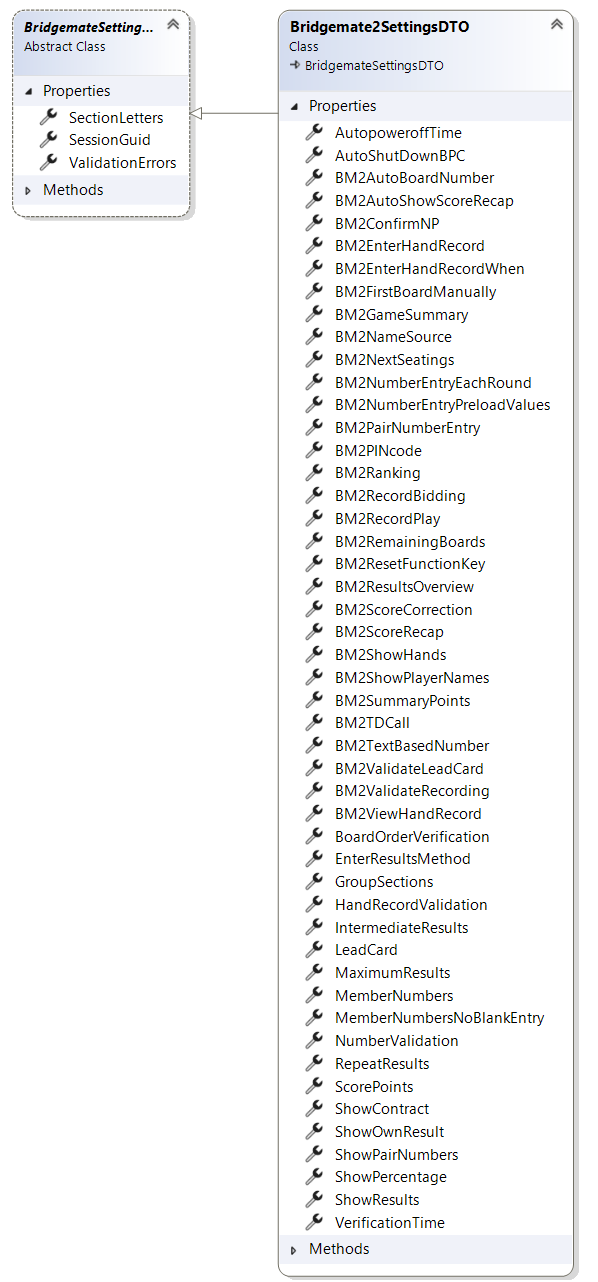 BridgemateSetting...
Abstract Class
Properties
SectionLetters
SessionGuid
ValidationErrors
Methods
Bridgemate2SettingsDTO
Class
BridgemateSettingsDTO
Properties
AutopoweroffTime
AutoShutDownBPC
BM2AutoBoardNumber
BM2AutoShowScoreRecap
BM2ConfirmNP
BM2EnterHandRecord
BM2EnterHandRecordWhen
BM2FirstBoardManually
BM2GameSummary
BM2NameSource
BM2NextSeatings
BM2NumberEntryEachRound
BM2NumberEntryPreloadValues
BM2PairNumberEntry
BM2PINcode
BM2Ranking
BM2RecordBidding
BM2RecordPlay
BM2RemainingBoards
BM2ResetFunctionKey
BM2ResultsOverview
BM2ScoreCorrection
BM2ScoreRecap
BM2ShowHands
BM2ShowPlayerNames
BM2SummaryPoints
BM2TDCall
BM2TextBasedNumber
BM2ValidateLeadCard
BM2ValidateRecording
BM2ViewHandRecord
BoardOrderVerification
EnterResultsMethod
GroupSections
HandRecordValidation
IntermediateResults
LeadCard
MaximumResults
MemberNumbers
MemberNumbersNoBlankEntry
NumberValidation
RepeatResults
ScorePoints
ShowContract
ShowOwnResult
ShowPairNumbers
ShowPercentage
ShowResults
VerificationTime
Methods